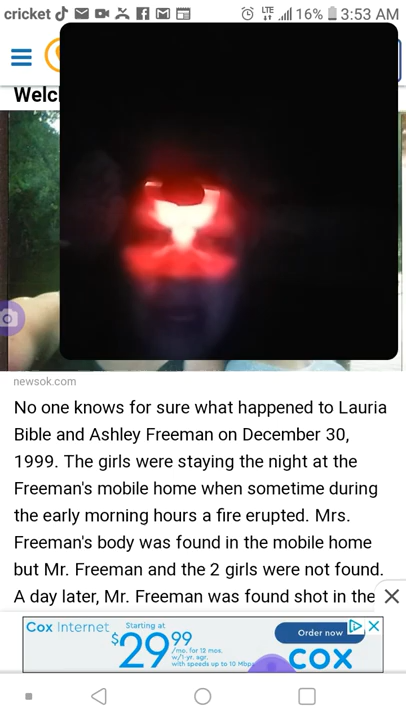 cricket LTE 16% 3:53 AM
Welc
newsok.com
No one knows for sure what happened to Lauria
Bible and Ashley Freeman on December 30,
1999. The girls were staying the night at the
Freeman's mobile home when sometime during
the early morning hours a fire erupted. Mrs.
Freeman's body was found in the mobile home
but Mr. Freeman and the 2 girls were not found.
A day later, Mr. Freeman was found shot in the
Cox Internet
Starting at
$29 99
/mo. for 12 mos.
w/1-yr. agr.
with speeds up to 10 Mbps
Order now
COX